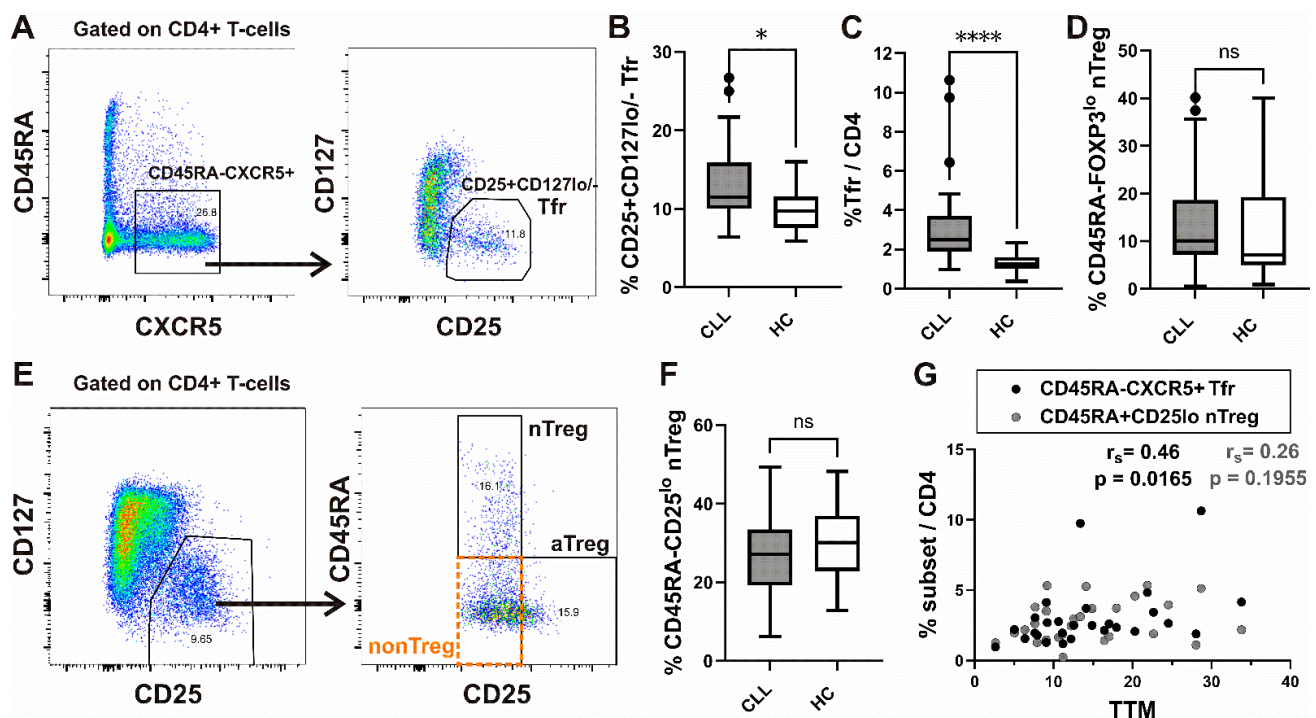 A
Gated on CD4+ T-cells
CD45RA
CD45RA-CXCR5+
26.8
CXCR5
CD127
CD25+CD127lo/-
Tfr
11.8
CD25
B
% CD25+CD127lo/- Tfr
30
20
10
0
*
CLL
HC
C
%Tfr / CD4
12
10
8
6
4
2
0
****
CLL
HC
D
% CD45RA-FOXP3lo nTreg
50
40
30
20
10
0
ns
CLL
HC
E
Gated on CD4+ T-cells
CD127
9.65
CD25
CD45RA
nTreg
16.1
aTreg
15.9
nonTreg
CD25
F
% CD45RA-CD25lo nTreg
60
40
20
0
ns
CLL
HC
G
CD45RA-CXCR5+ Tfr
CD45RA+CD25lo nTreg
rs= 0.46 rs= 0.26
p = 0.0165 p = 0.1955
% subset / CD4
15
10
5
0
0 10 20 30 40
TTM